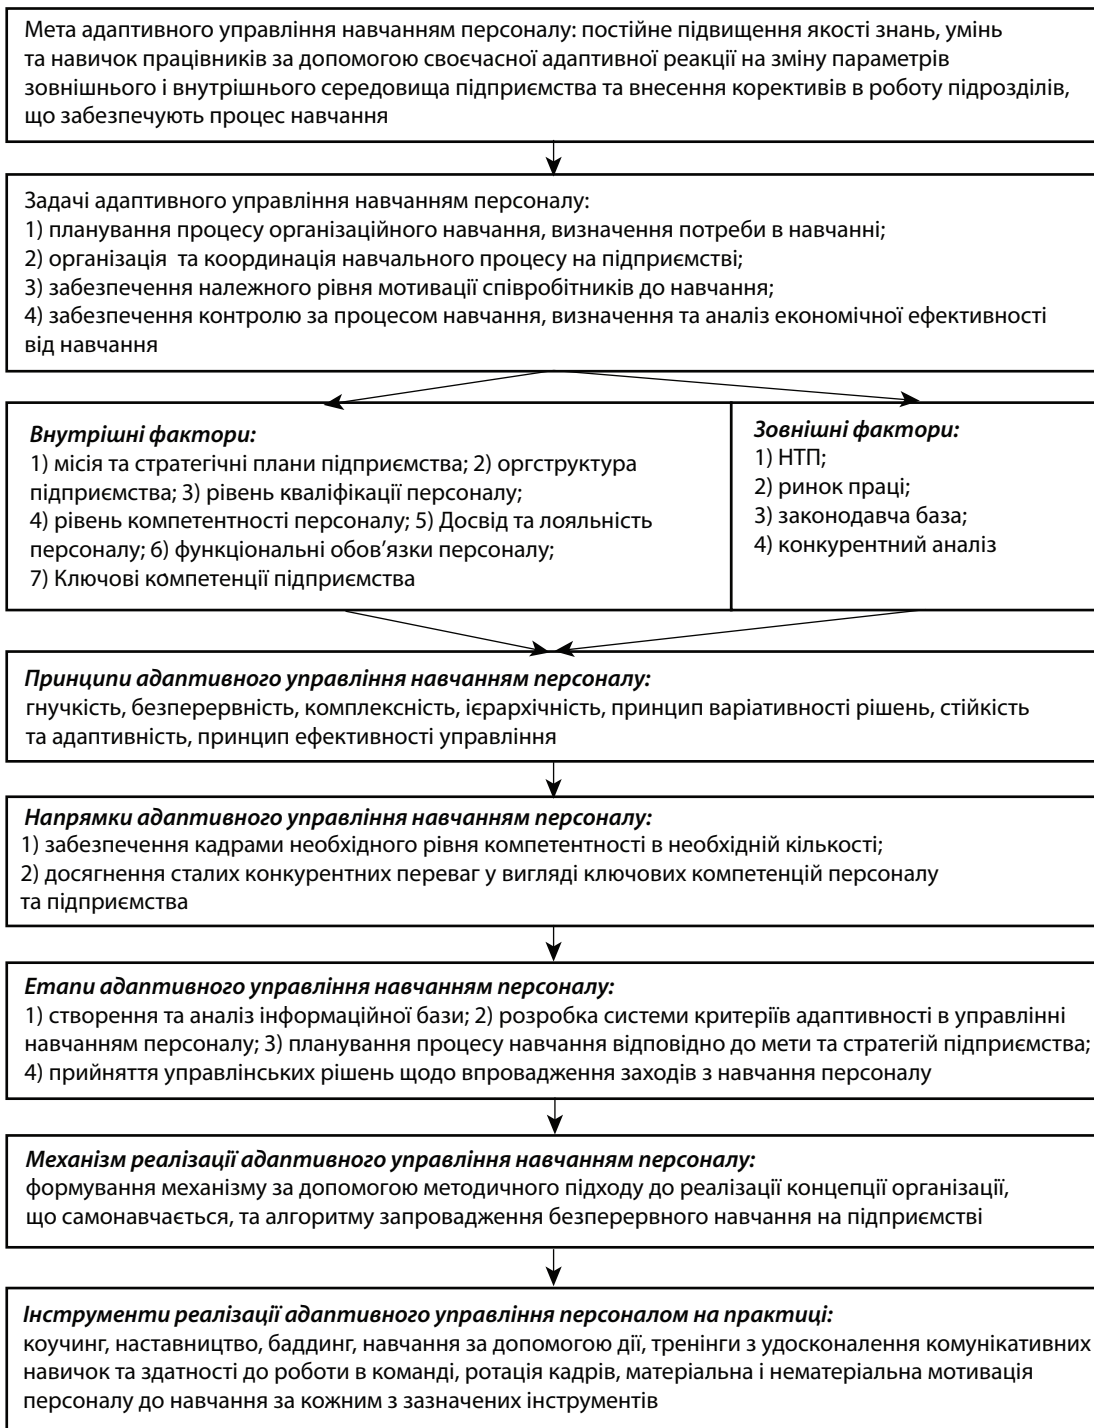 Мета адаптивного управління навчанням персоналу: постійне підвищення якості знань, умінь
та навичок працівників за допомогою своєчасної адаптивної реакції на зміну параметрів
зовнішнього і внутрішнього середовища підприємства та внесення корективів в роботу підрозділів,
що забезпечують процес навчання
Задачі адаптивного управління навчанням персоналу:
1) планування процесу організаційного навчання, визначення потреби в навчанні;
2) організація та координація навчального процесу на підприємстві;
3) забезпечення належного рівня мотивації співробітників до навчання;
4) забезпечення контролю за процесом навчання, визначення та аналіз економічної ефективності
від навчання
Внутрішні фактори:
1) місія та стратегічні плани підприємства; 2) оргструктура
підприємства; 3) рівень кваліфікації персоналу;
4) рівень компетентності персоналу; 5) Досвід та лояльність
персоналу; 6) функціональні обов’язки персоналу;
7) Ключові компетенції підприємства
Зовнішні фактори:
1) НТП;
2) ринок праці;
3) законодавча база;
4) конкурентний аналіз
Принципи адаптивного управління навчанням персоналу:
гнучкість, безперервність, комплексність, ієрархічність, принцип варіативності рішень, стійкість
та адаптивність, принцип ефективності управління
Напрямки адаптивного управління навчанням персоналу:
1) забезпечення кадрами необхідного рівня компетентності в необхідній кількості;
2) досягнення сталих конкурентних переваг у вигляді ключових компетенцій персоналу
та підприємства
Етапи адаптивного управління навчанням персоналу:
1) створення та аналіз інформаційної бази; 2) розробка системи критеріїв адаптивності в управлінні
навчанням персоналу; 3) планування процесу навчання відповідно до мети та стратегій підприємства;
4) прийняття управлінських рішень щодо впровадження заходів з навчання персоналу
Механізм реалізації адаптивного управління навчанням персоналу:
формування механізму за допомогою методичного підходу до реалізації концепції організації,
що самонавчається, та алгоритму запровадження безперервного навчання на підприємстві
Інструменти реалізації адаптивного управління персоналом на практиці:
коучинг, наставництво, баддинг, навчання за допомогою дії, тренінги з удосконалення комунікативних
навичок та здатності до роботи в команді, ротація кадрів, матеріальна і нематеріальна мотивація
персоналу до навчання за кожним з зазначених інструментів